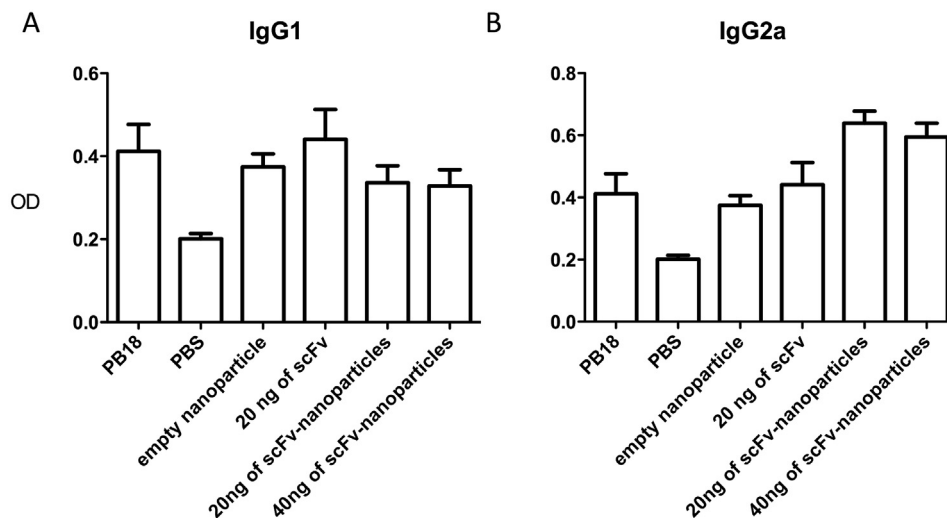 A
IgG1
0.6
0.4
0.2
0.0
OD
PB18
PBS
empty nanoparticle
20 ng of scFv
20ng of scFv-nanoparticles
40ng of scFv-nanoparticles
B
IgG2a
0.8
0.6
0.4
0.2
0.0
PB18
PBS
empty nanoparticle
20 ng of scFv
20ng of scFv-nanoparticles
40ng of scFv-nanoparticles